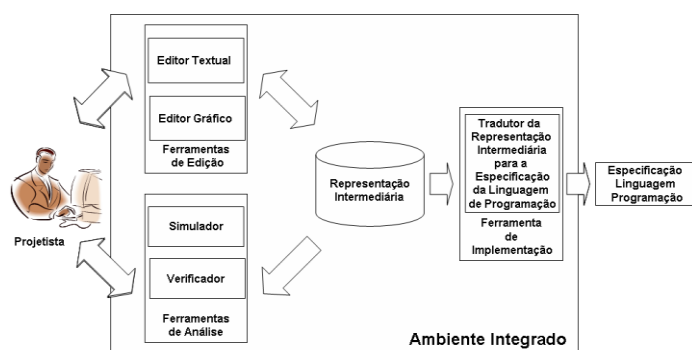 Editor Textual
Editor Gráfico
Ferramentas
de Edição
Projetista
Simulador
Verificador
Ferramentas
de Análise
Representação
Intermediária
Tradutor da
Representação
Intermediária
para a
Especificação
da Linguagem
de Programação
Ferramenta
de
Implementação
Especificação
Linguagem
Programação
Ambiente Integrado